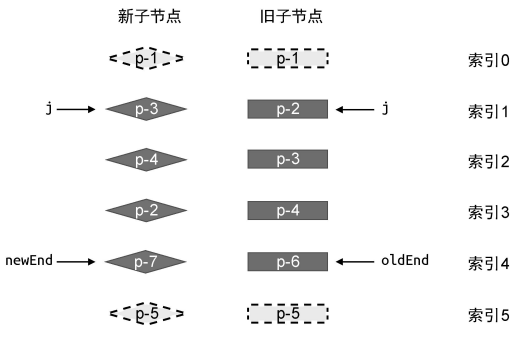 新子节点 旧子节点
p-1 p-1 索引0
j p-3 p-2 j 索引1
p-4 p-3 索引2
p-2 p-4 索引3
newEnd p-7 p-6 oldEnd 索引4
p-5 p-5 索引5